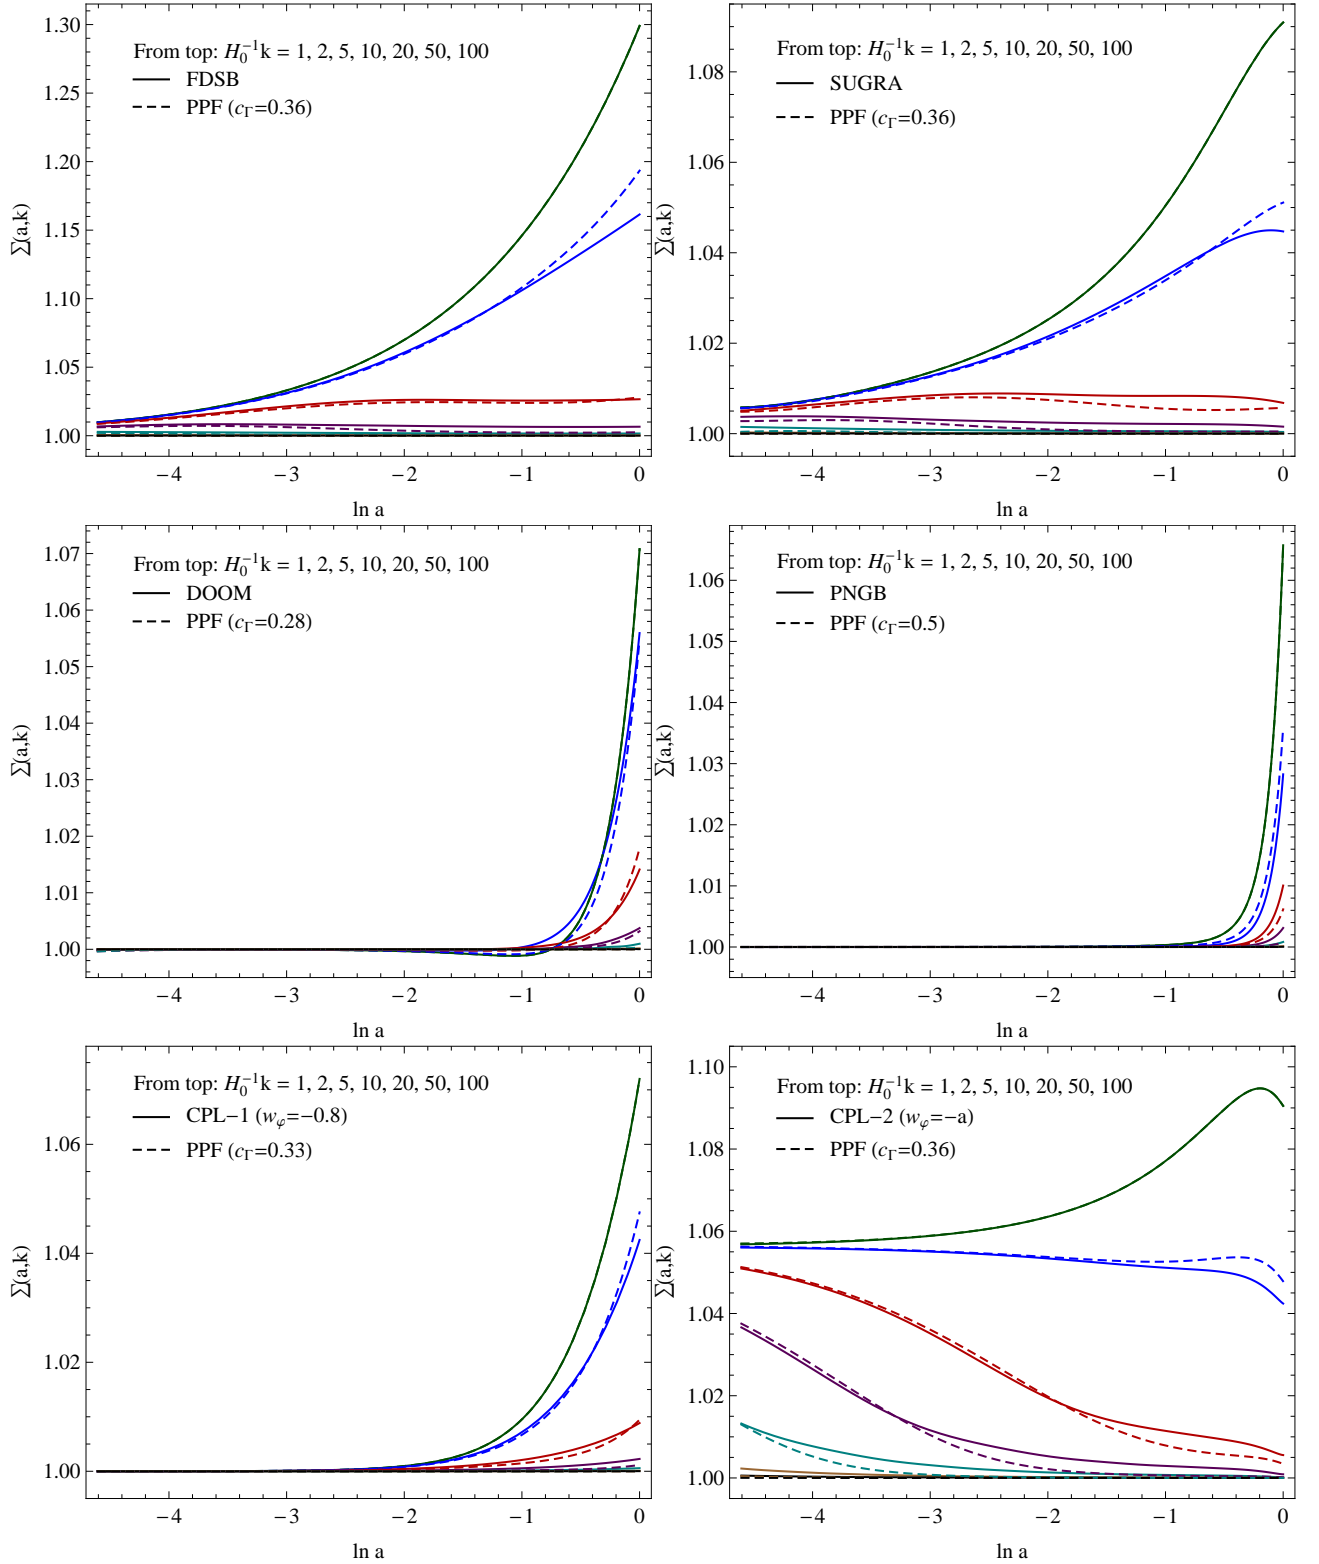 From top: H₀⁻¹k = 1, 2, 5, 10, 20, 50, 100
FDSB
PPF (cΓ=0.36)
1.30
1.25
1.20
1.15
1.10
1.05
1.00
Σ(a,k)
−4
−3
−2
−1
0
ln a
From top: H₀⁻¹k = 1, 2, 5, 10, 20, 50, 100
SUGRA
PPF (cΓ=0.36)
1.08
1.06
1.04
1.02
1.00
Σ(a,k)
−4
−3
−2
−1
0
ln a
From top: H₀⁻¹k = 1, 2, 5, 10, 20, 50, 100
DOOM
PPF (cΓ=0.28)
1.07
1.06
1.05
1.04
1.03
1.02
1.01
1.00
Σ(a,k)
−4
−3
−2
−1
0
ln a
From top: H₀⁻¹k = 1, 2, 5, 10, 20, 50, 100
PNGB
PPF (cΓ=0.5)
1.06
1.04
1.02
1.00
Σ(a,k)
−4
−3
−2
−1
0
ln a
From top: H₀⁻¹k = 1, 2, 5, 10, 20, 50, 100
CPL−1 (wφ=−0.8)
PPF (cΓ=0.33)
1.06
1.04
1.02
1.00
Σ(a,k)
−4
−3
−2
−1
0
ln a
From top: H₀⁻¹k = 1, 2, 5, 10, 20, 50, 100
CPL−2 (wφ=−a)
PPF (cΓ=0.36)
1.10
1.08
1.06
1.04
1.02
1.00
Σ(a,k)
−4
−3
−2
−1
0
ln a